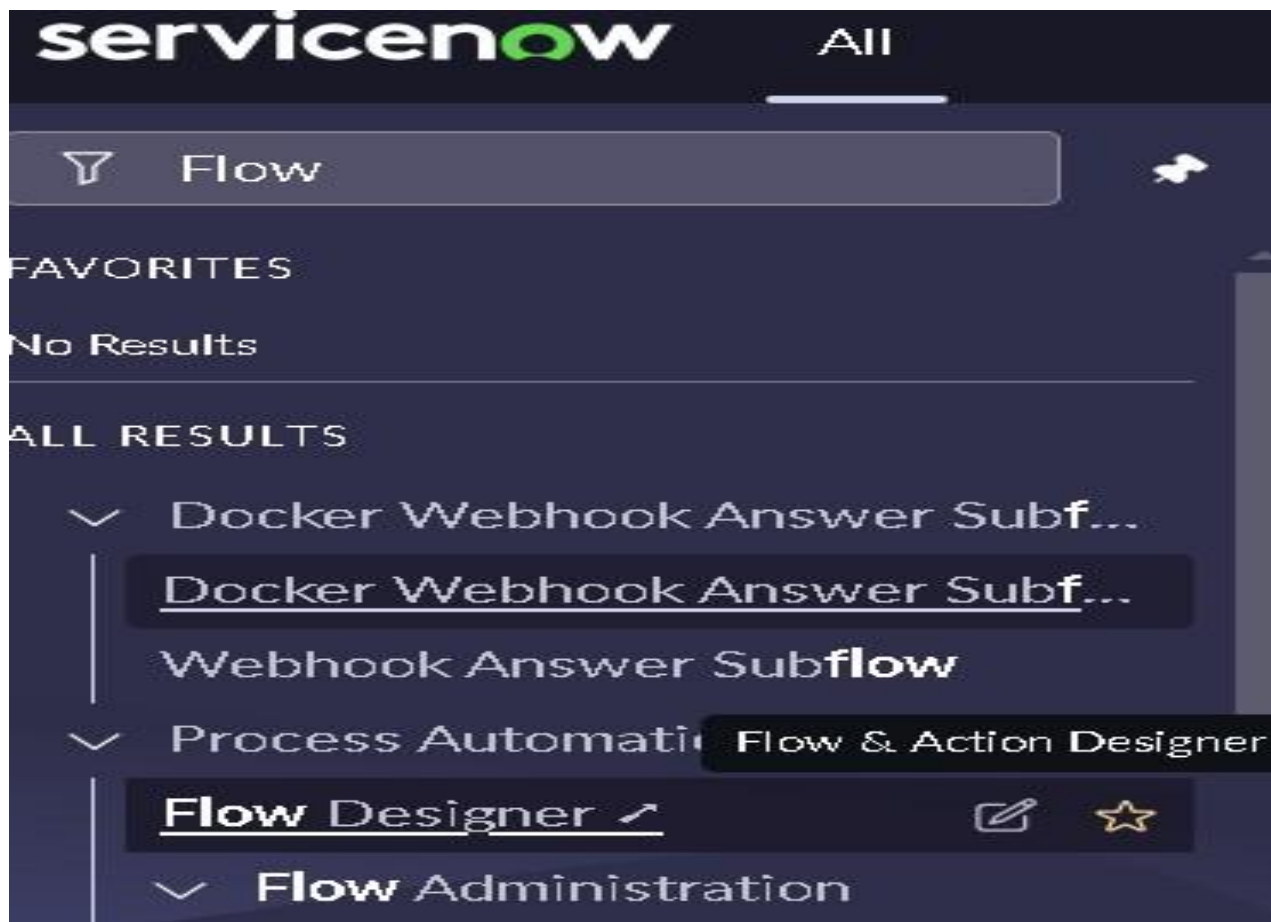 servicenow All
Flow
FAVORITES
No Results
ALL RESULTS
Docker Webhook Answer Subf...
Docker Webhook Answer Subf...
Webhook Answer Subflow
Process Automati Flow & Action Designer
Flow Designer
Flow Administration